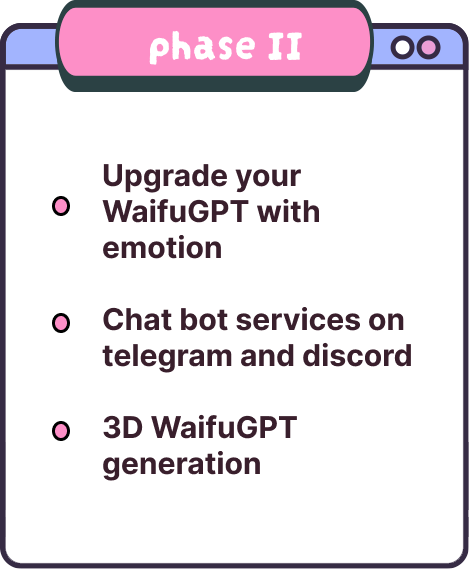 phase II
Upgrade your
WaifuGPT with
emotion
Chat bot services on
telegram and discord
3D WaifuGPT
generation